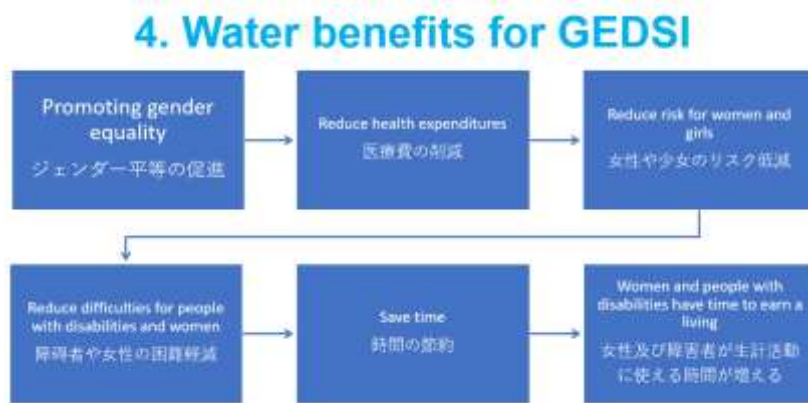 4. Water benefits for GEDSI
Promoting gender
equality
ジェンダー平等の促進
Reduce health expenditures
医療費の削減
Reduce risk for women and
girls
女性や少女のリスク低減
Reduce difficulties for people
with disabilities and women
障碍者や女性の困難軽減
Save time
時間の節約
Women and people with
disabilities have time to earn a
living
女性及び障害者が生計活動
に使える時間が増える